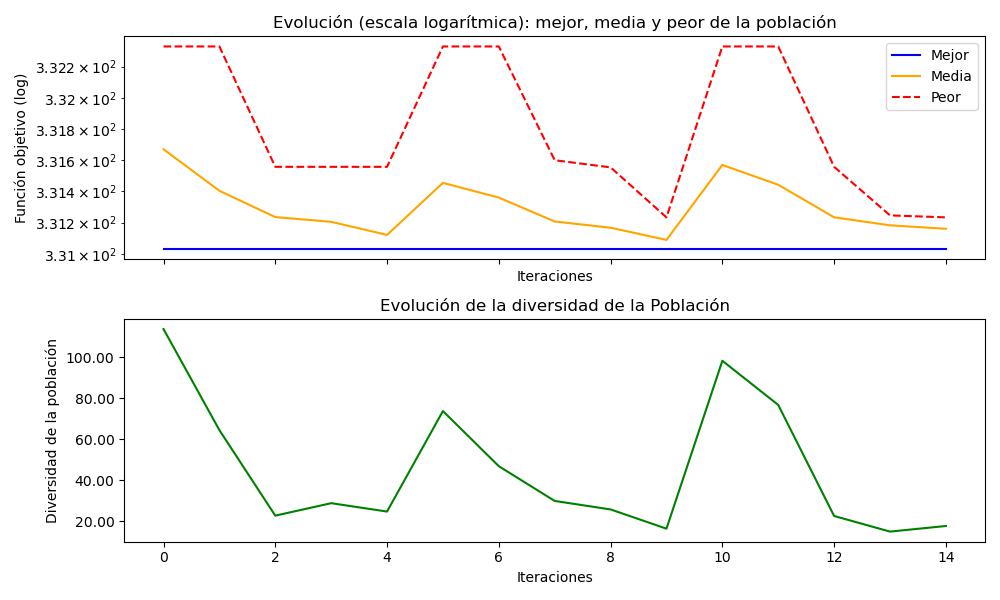 Evolución (escala logarítmica): mejor, media y peor de la población
Función objetivo (log)
3.322 × 10²
3.32 × 10²
3.318 × 10²
3.316 × 10²
3.314 × 10²
3.312 × 10²
3.31 × 10²
Mejor
Media
Peor
Iteraciones
Evolución de la diversidad de la Población
Diversidad de la población
100.00
80.00
60.00
40.00
20.00
0 2 4 6 8 10 12 14
Iteraciones